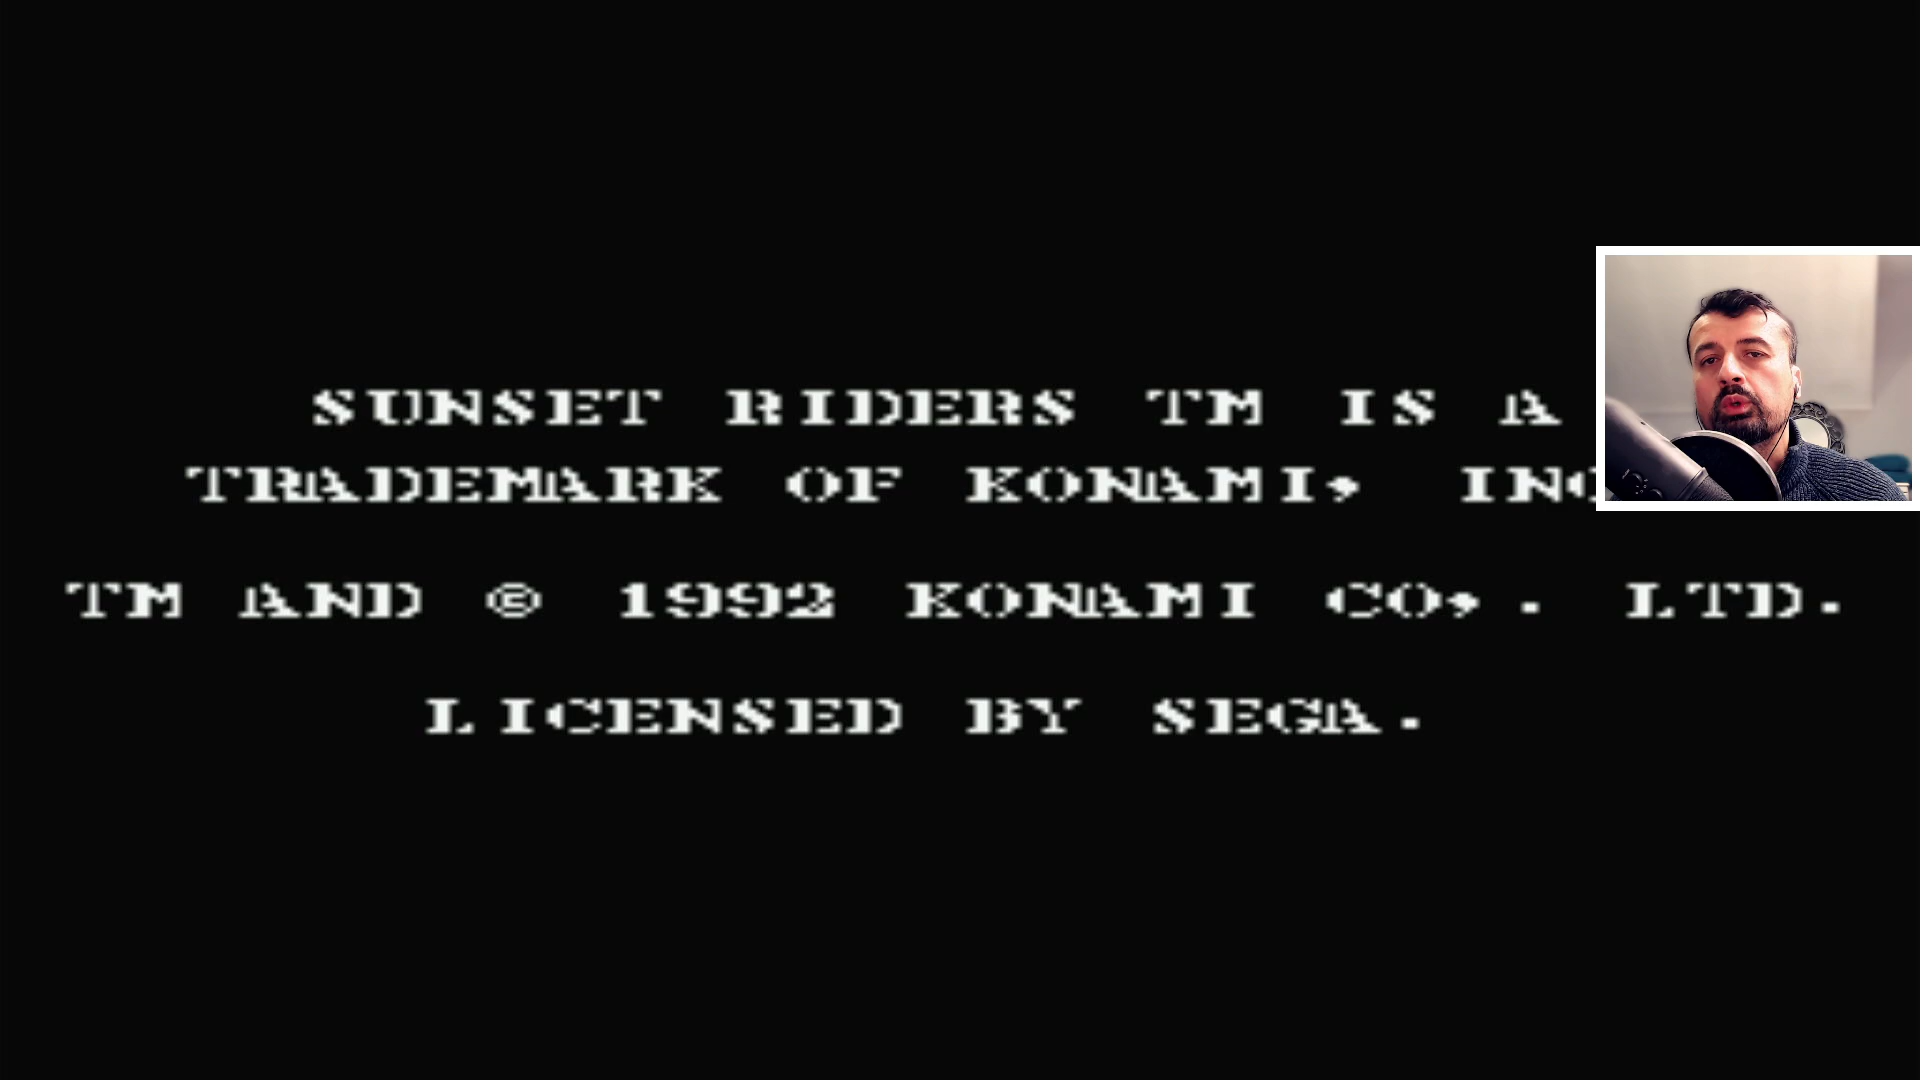 SUNSET RIDERS TM IS A
TRADEMARK OF KONAMI, INC
TM AND © 1992 KONAMI CO,. LTD.
LICENSED BY SEGA.